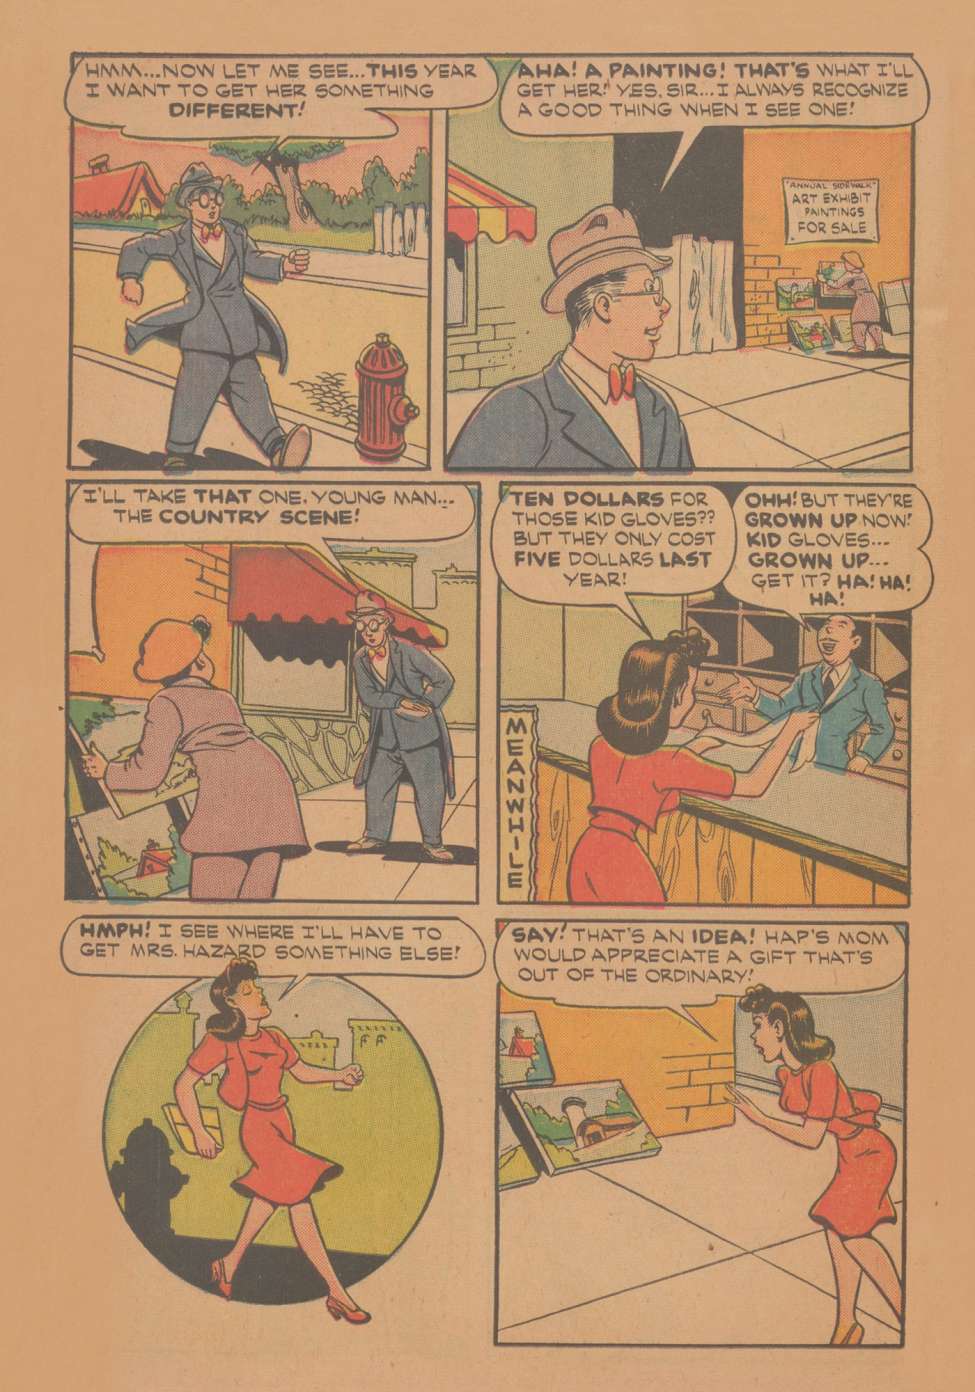 HMM...NOW LET ME SEE...THIS YEAR
I WANT TO GET HER SOMETHING
DIFFERENT!
AHA! A PAINTING! THAT'S WHAT I'LL
GET HER! YES, SIR...I ALWAYS RECOGNIZE
A GOOD THING WHEN I SEE ONE!
"ANNUAL SIDEWALK"
ART EXHIBIT
PAINTINGS
FOR SALE
I'LL TAKE THAT ONE, YOUNG MAN...
THE COUNTRY SCENE!
TEN DOLLARS FOR
THOSE KID GLOVES??
BUT THEY ONLY COST
FIVE DOLLARS LAST
YEAR!
OHH! BUT THEY'RE
GROWN UP NOW!
KID GLOVES...
GROWN UP...
GET IT? HA! HA!
HA!
MEANWHILE
HMPH! I SEE WHERE I'LL HAVE TO
GET MRS. HAZARD SOMETHING ELSE!
SAY! THAT'S AN IDEA! HAP'S MOM
WOULD APPRECIATE A GIFT THAT'S
OUT OF THE ORDINARY!